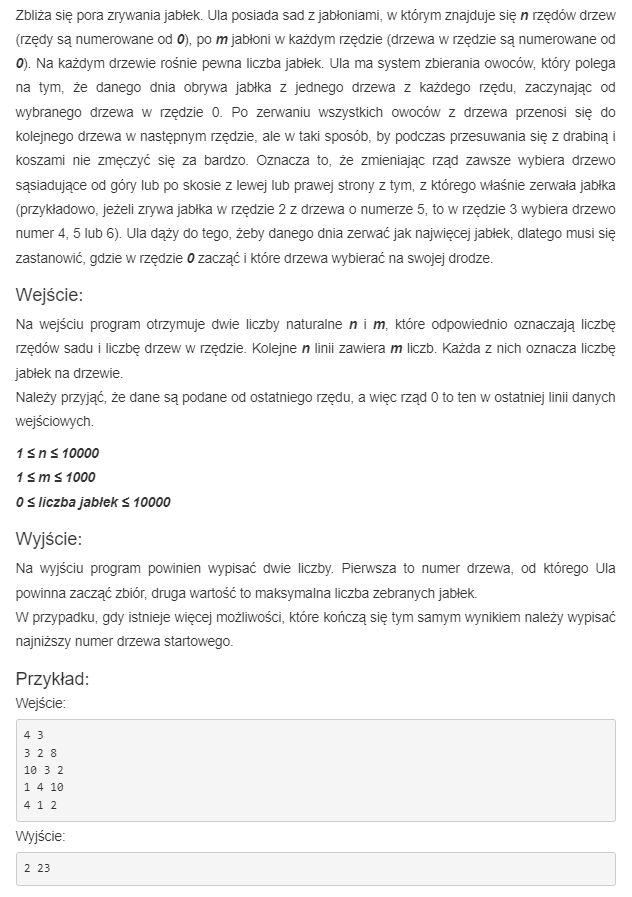 Zbliża się pora zrywania jabłek. Ula posiada sad z jabłoniami, w którym znajduje się n rzędów drzew
(rzędy są numerowane od 0), po m jabłoni w każdym rzędzie (drzewa w rzędzie są numerowane od
0). Na każdym drzewie rośnie pewna liczba jabłek. Ula ma system zbierania owoców, który polega
na tym, że danego dnia obrywa jabłka z jednego drzewa z każdego rzędu, zaczynając od
wybranego drzewa w rzędzie 0. Po zerwaniu wszystkich owoców z drzewa przenosi się do
kolejnego drzewa w następnym rzędzie, ale w taki sposób, by podczas przesuwania się z drabiną i
koszami nie zmęczyć się za bardzo. Oznacza to, że zmieniając rząd zawsze wybiera drzewo
sąsiadujące od góry lub po skosie z lewej lub prawej strony z tym, z którego właśnie zerwała jabłka
(przykładowo, jeżeli zrywa jabłka w rzędzie 2 z drzewa o numerze 5, to w rzędzie 3 wybiera drzewo
numer 4, 5 lub 6). Ula dąży do tego, żeby danego dnia zerwać jak najwięcej jabłek, dlatego musi się
zastanowić, gdzie w rzędzie 0 zacząć i które drzewa wybierać na swojej drodze.
Wejście:
Na wejściu program otrzymuje dwie liczby naturalne n i m, które odpowiednio oznaczają liczbę
rzędów sadu i liczbę drzew w rzędzie. Kolejne n linii zawiera m liczb. Każda z nich oznacza liczbę
jabłek na drzewie.
Należy przyjąć, że dane są podane od ostatniego rzędu, a więc rząd 0 to ten w ostatniej linii danych
wejściowych.
1 ≤ n ≤ 10000
1 ≤ m ≤ 1000
0 ≤ liczba jabłek ≤ 10000
Wyjście:
Na wyjściu program powinien wypisać dwie liczby. Pierwsza to numer drzewa, od którego Ula
powinna zacząć zbiór, druga wartość to maksymalna liczba zebranych jabłek.
W przypadku, gdy istnieje więcej możliwości, które kończą się tym samym wynikiem należy wypisać
najniższy numer drzewa startowego.
Przykład:
Wejście:
4 3
3 2 8
10 3 2
1 4 10
4 1 2
Wyjście:
2 23